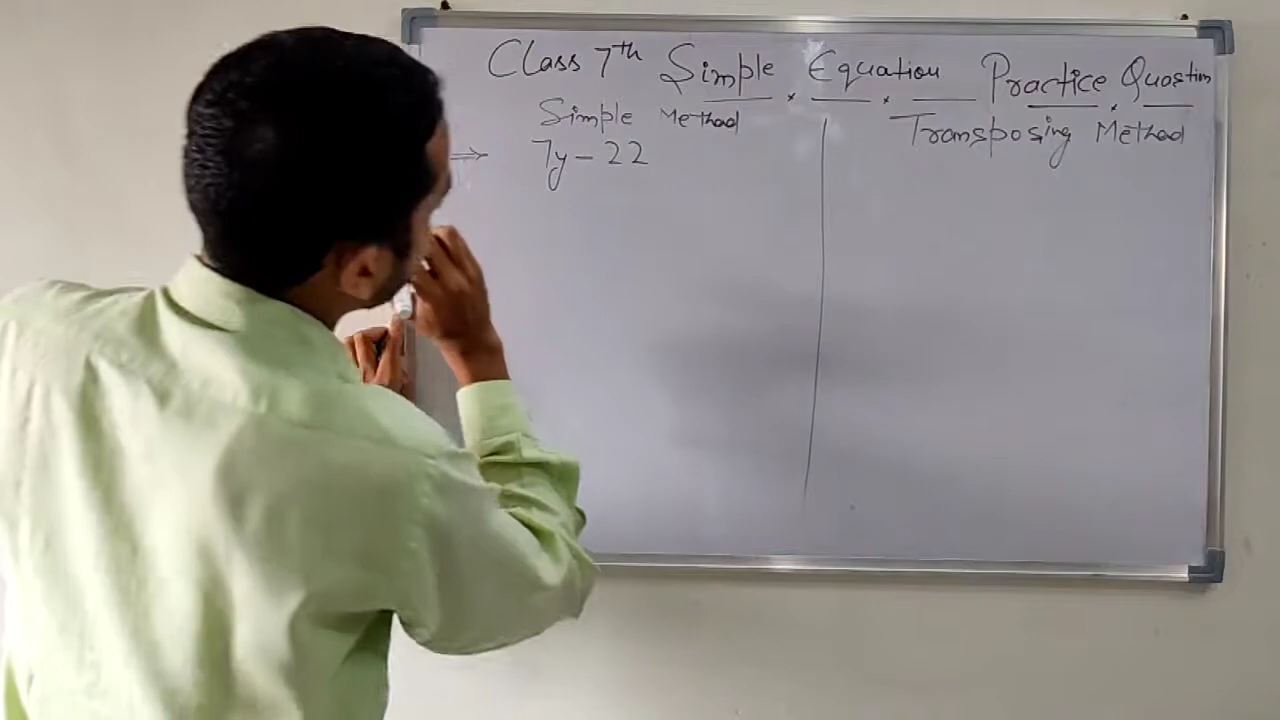 Class 7th Simple Equation Practice Question
Simple Method
Transposing Method
⇒ 7y - 22